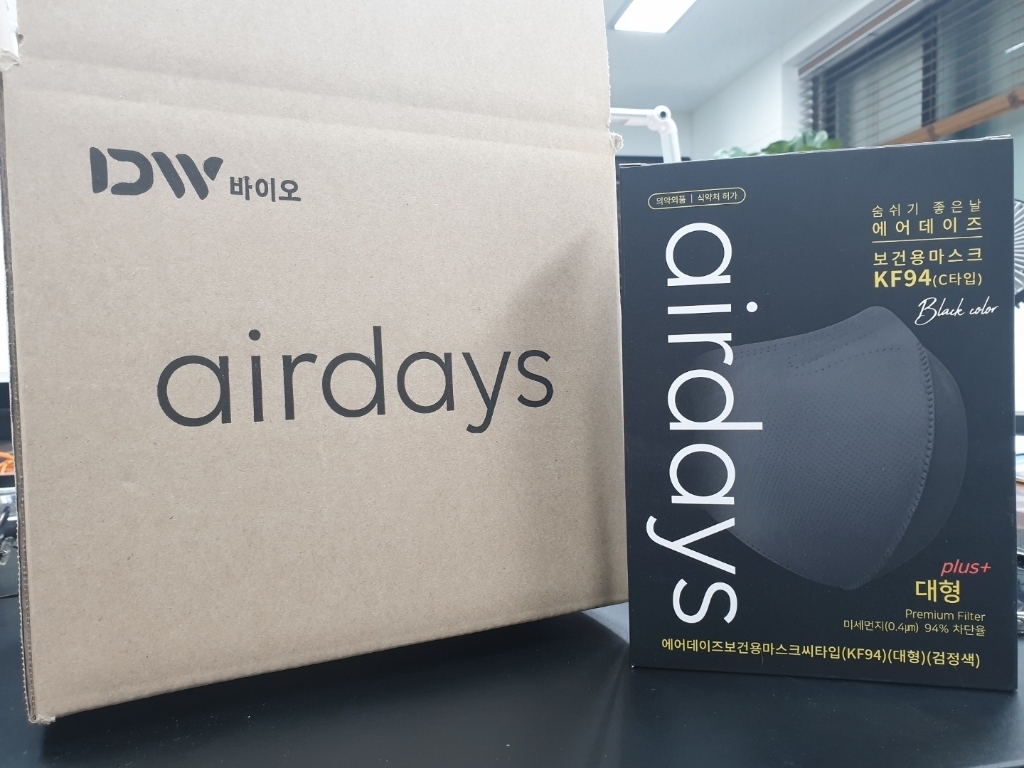 DW 바이오
airdays
의약외품 | 식약처 허가
airdays
숨쉬기 좋은날
에어데이즈
보건용마스크
KF94(C타입)
Black color
plus+
대형
Premium Filter
미세먼지(0.4㎛) 94% 차단율
에어데이즈보건용마스크씨타입(KF94)(대형)(검정색)